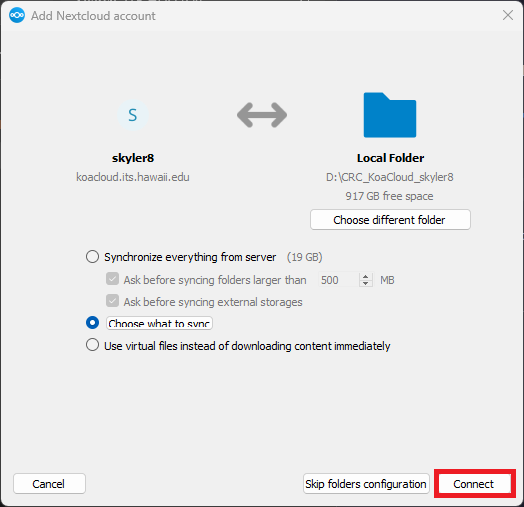 Add Nextcloud account
S
skyler8
koacloud.its.hawaii.edu
Local Folder
D:\CRC_KoaCloud_skyler8
917 GB free space
Choose different folder
Synchronize everything from server (19 GB)
Ask before syncing folders larger than 500 MB
Ask before syncing external storages
Choose what to sync
Use virtual files instead of downloading content immediately
Cancel
Skip folders configuration
Connect